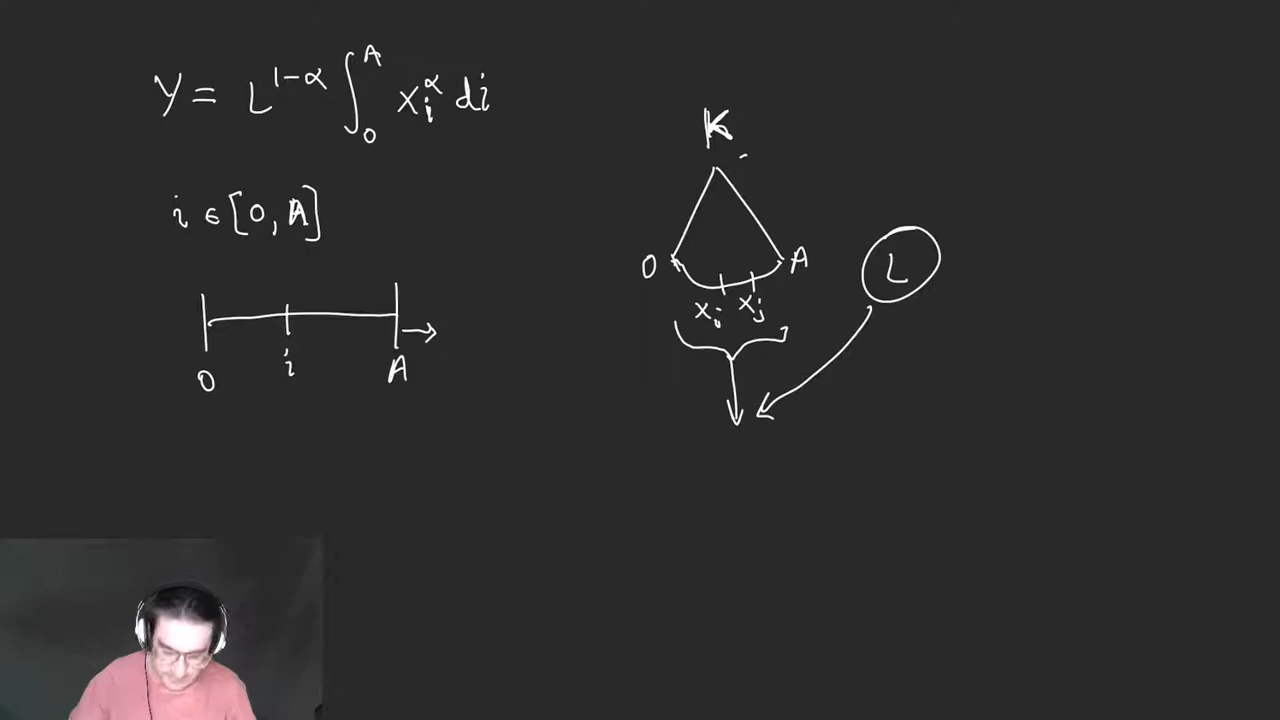 Y = L^{1-α} ∫_0^A x_i^α di
i ∈ [0, A]
0 i A
K
0 A
x_i x_j
L